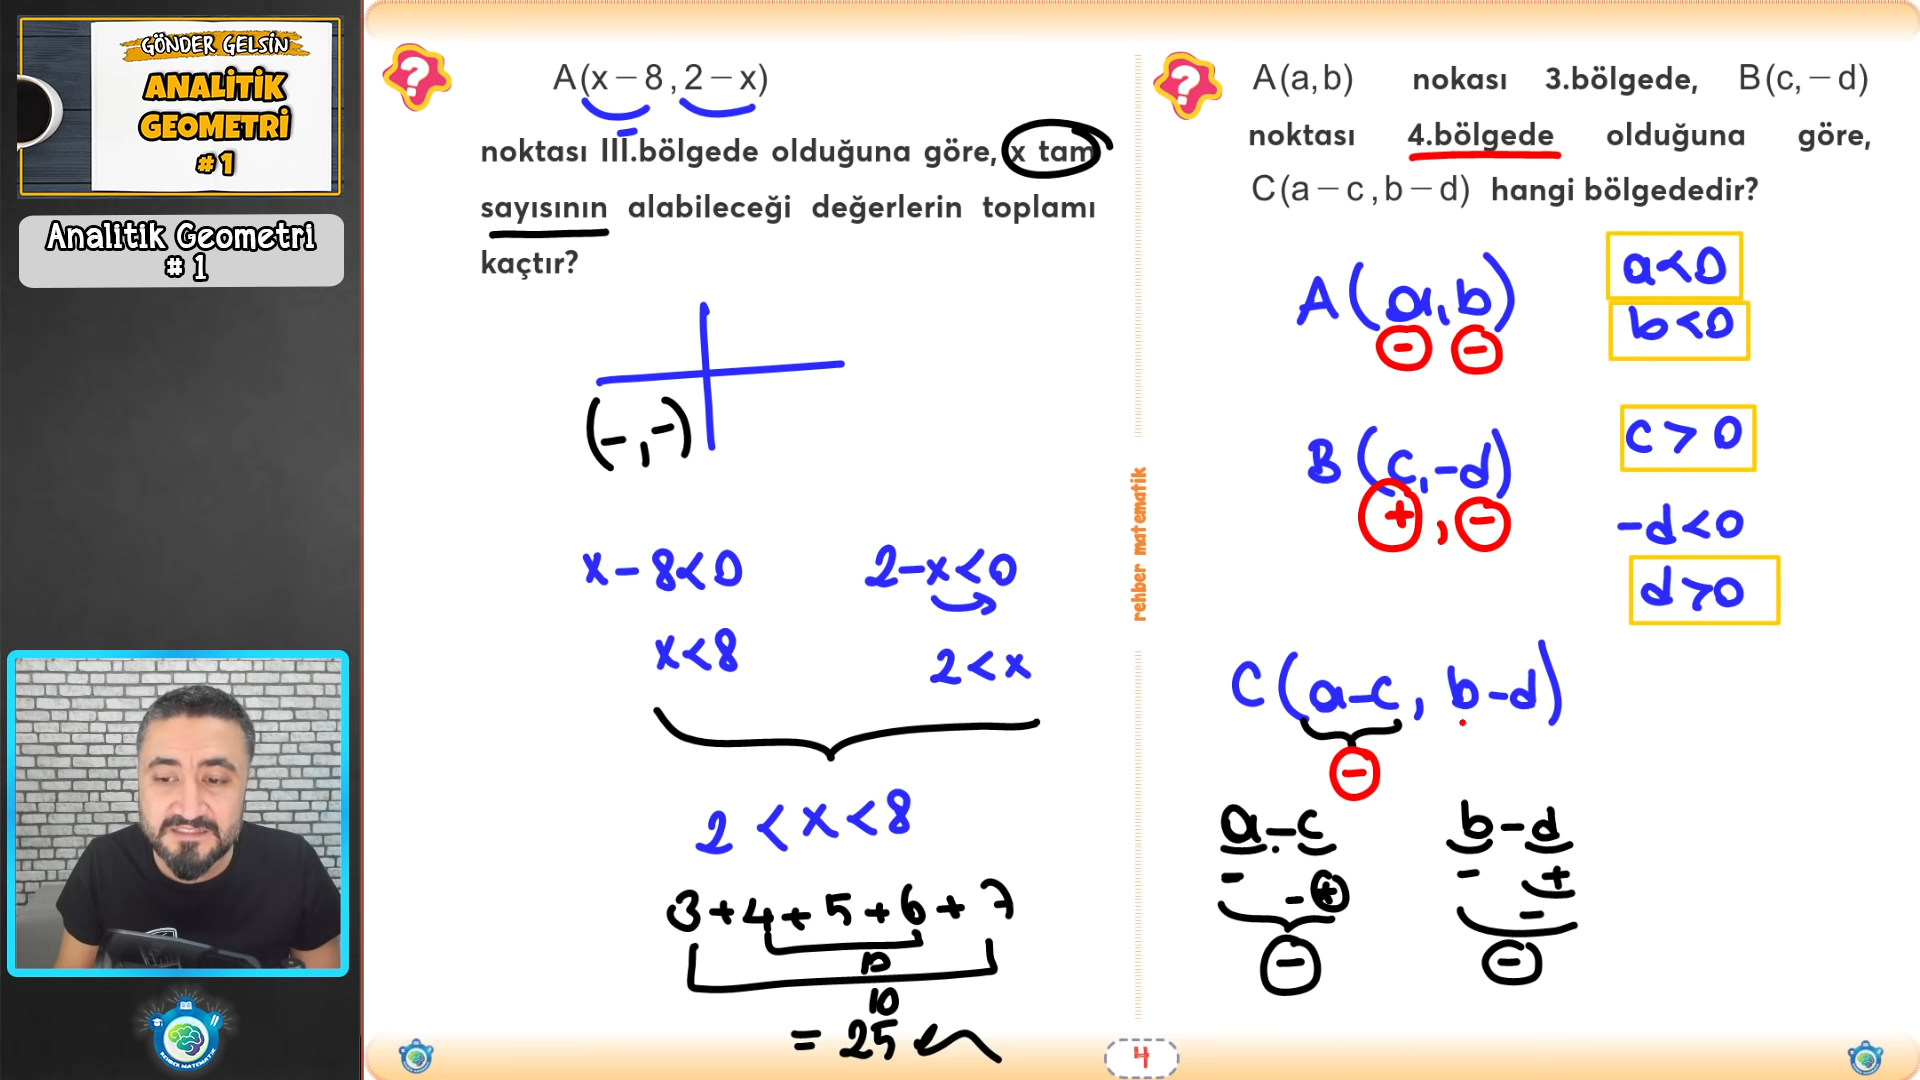 GÖNDER GELSİN
ANALİTİK
GEOMETRİ
#1
Analitik Geometri
#1
REHBER MATEMATİK
A(x−8,2−x)
−
noktası III.bölgede olduğuna göre, x tam
sayısının alabileceği değerlerin toplamı
kaçtır?
(−,−)
x−8<0 2−x<0
x<8 2<x
2<x<8
3+4+5+6+7
10
10
=25
rehber matematik
A(a,b) nokası 3.bölgede, B(c,−d)
noktası 4.bölgede olduğuna göre,
C(a−c,b−d) hangi bölgededir?
A(a,b) a<0
− − b<0
B(c,−d) c>0
+ , − −d<0
d>0
C(a−c, b−d)
−
a−c b−d
− −+ − +
−
− −
4